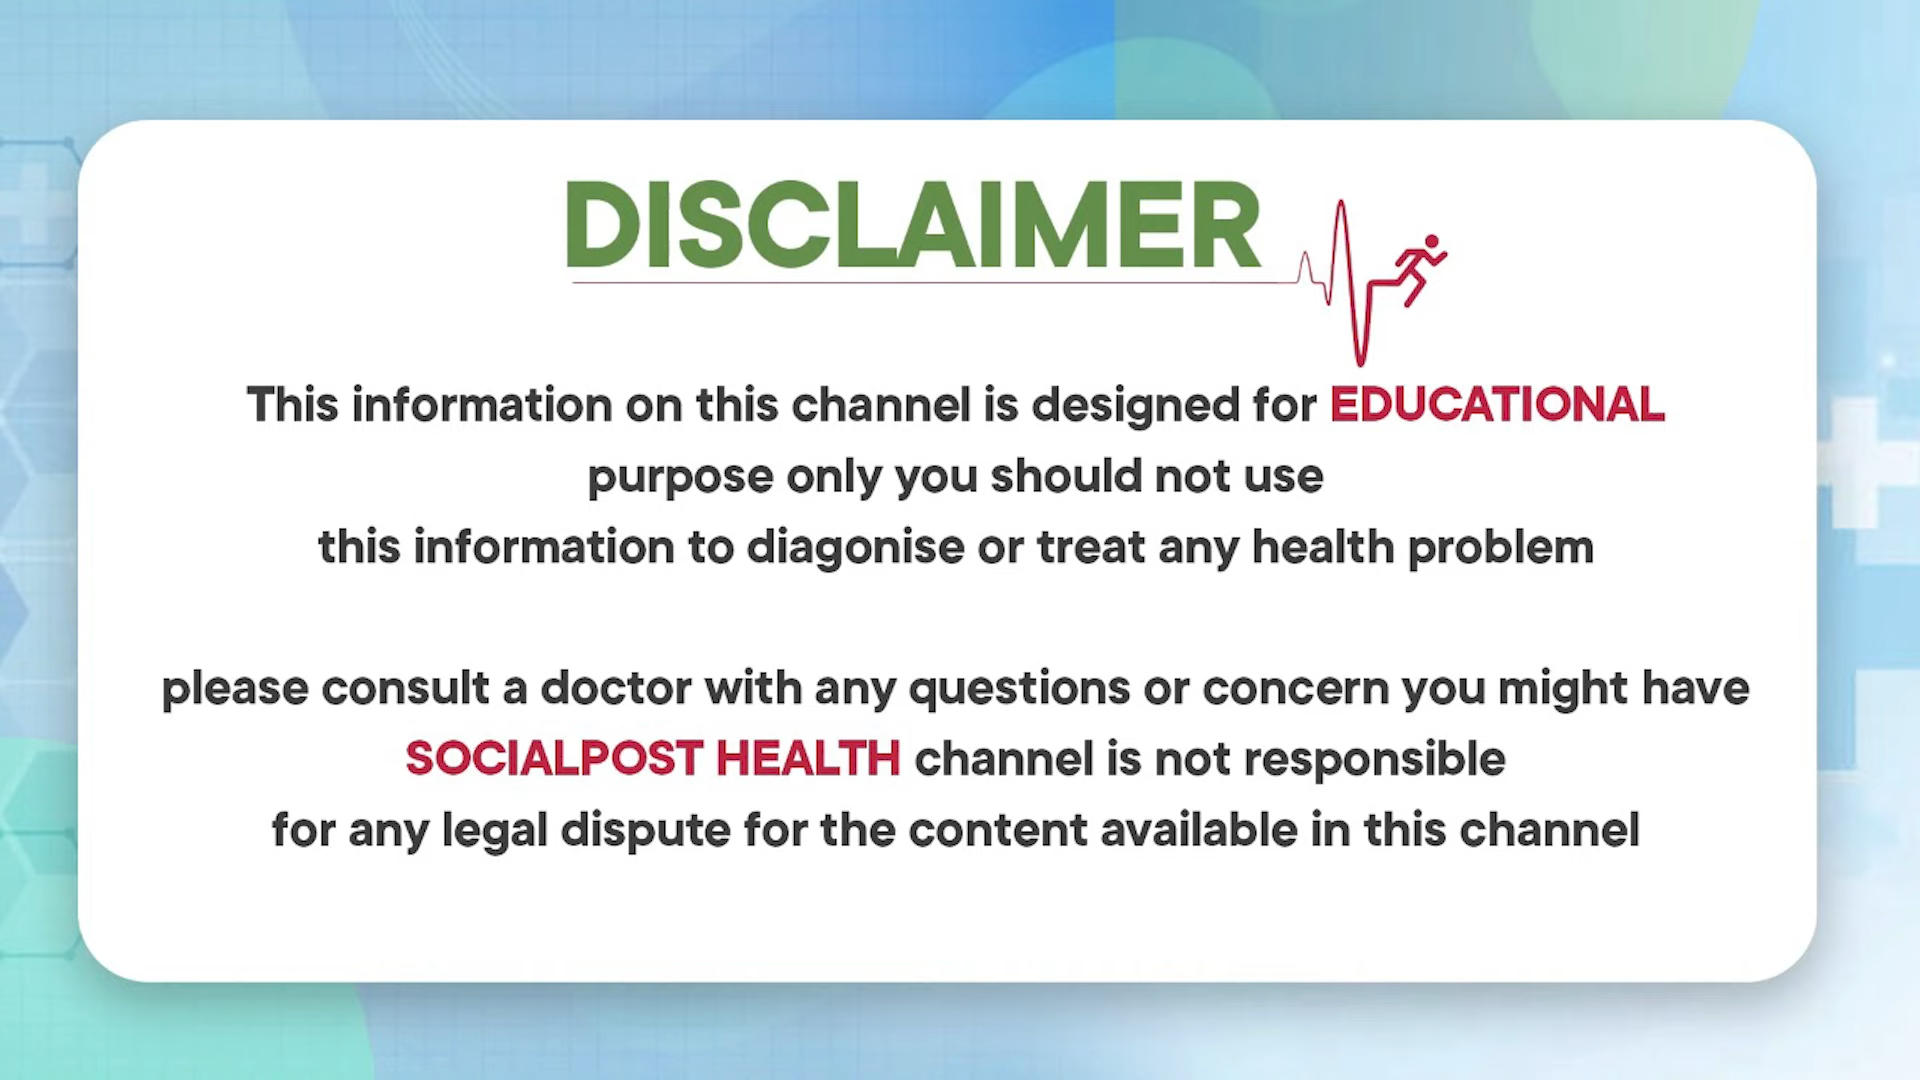 DISCLAIMER
This information on this channel is designed for EDUCATIONAL
purpose only you should not use
this information to diagonise or treat any health problem
please consult a doctor with any questions or concern you might have
SOCIALPOST HEALTH channel is not responsible
for any legal dispute for the content available in this channel